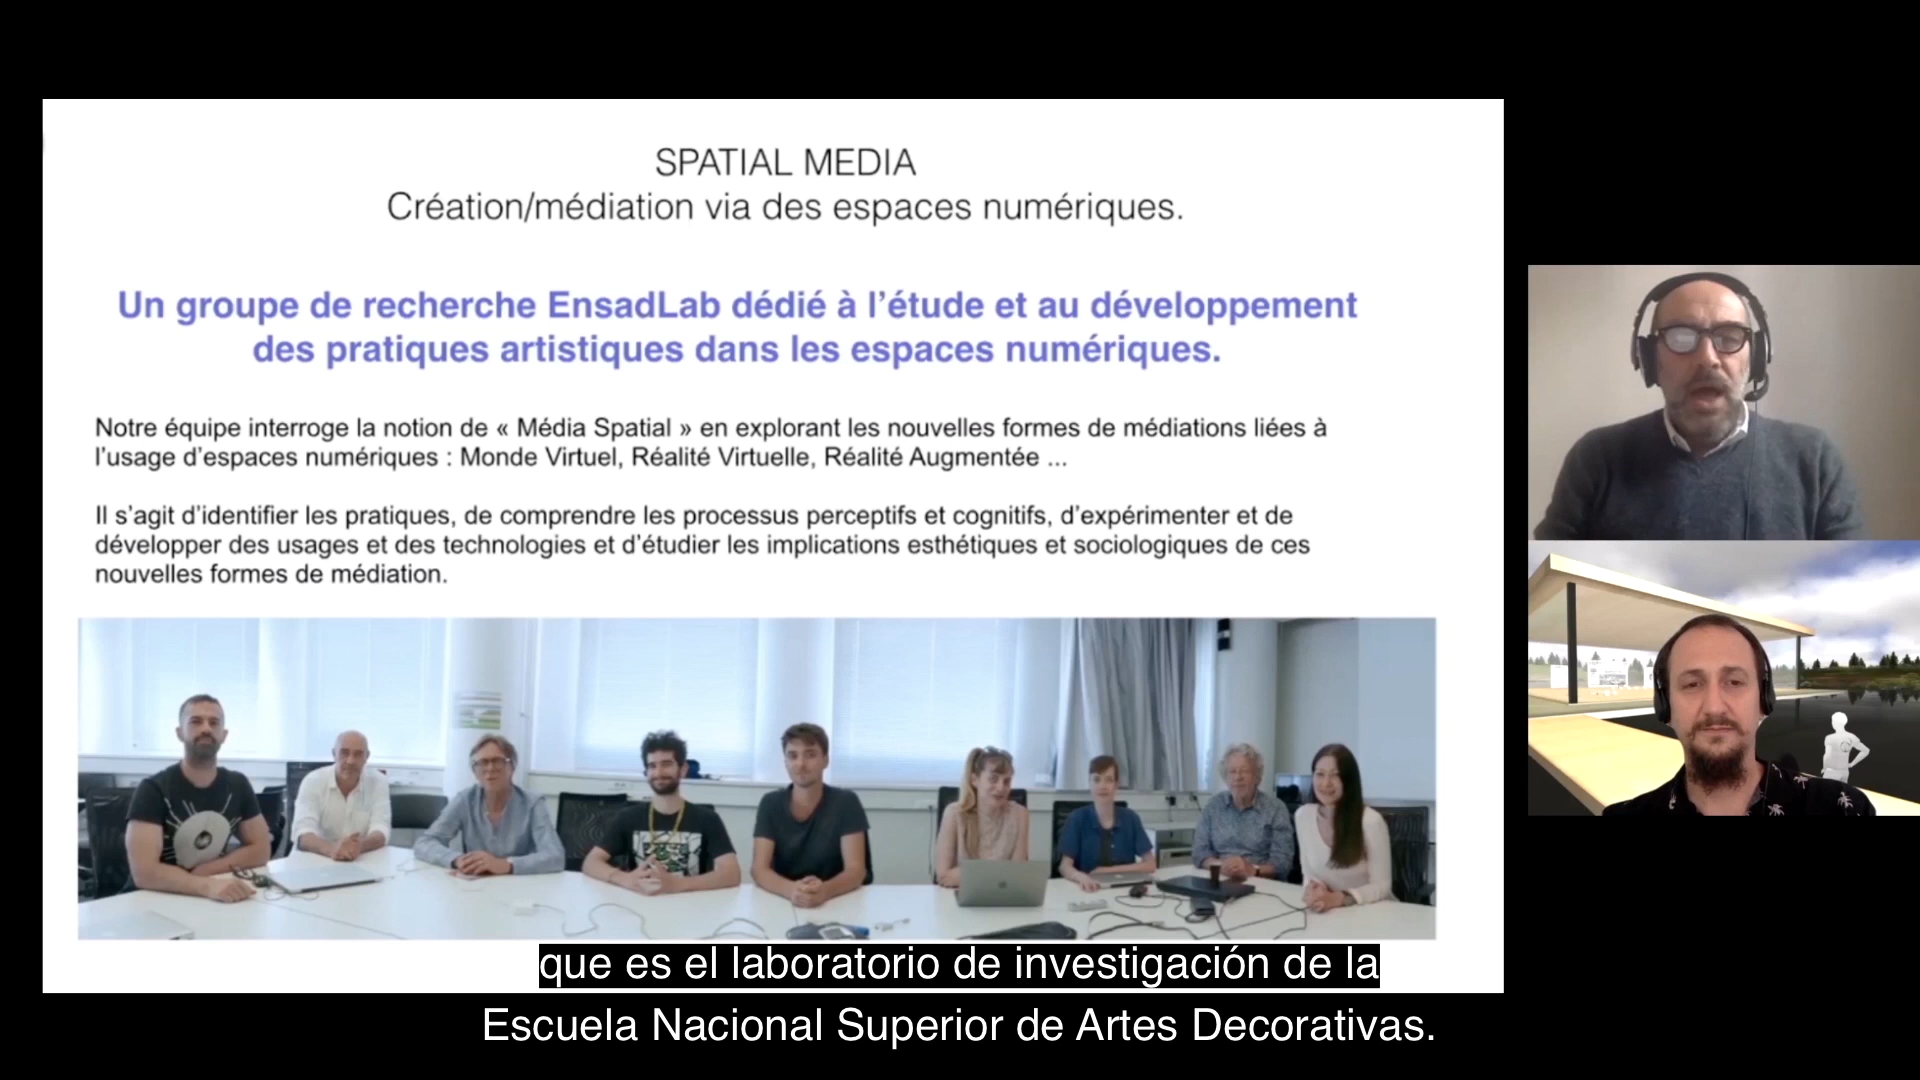 SPATIAL MEDIA
Création/médiation via des espaces numériques.
Un groupe de recherche EnsadLab dédié à l’étude et au développement
des pratiques artistiques dans les espaces numériques.
Notre équipe interroge la notion de « Média Spatial » en explorant les nouvelles formes de médiations liées à
l’usage d’espaces numériques : Monde Virtuel, Réalité Virtuelle, Réalité Augmentée ...
Il s’agit d’identifier les pratiques, de comprendre les processus perceptifs et cognitifs, d’expérimenter et de
développer des usages et des technologies et d’étudier les implications esthétiques et sociologiques de ces
nouvelles formes de médiation.
que es el laboratorio de investigación de la
Escuela Nacional Superior de Artes Decorativas.